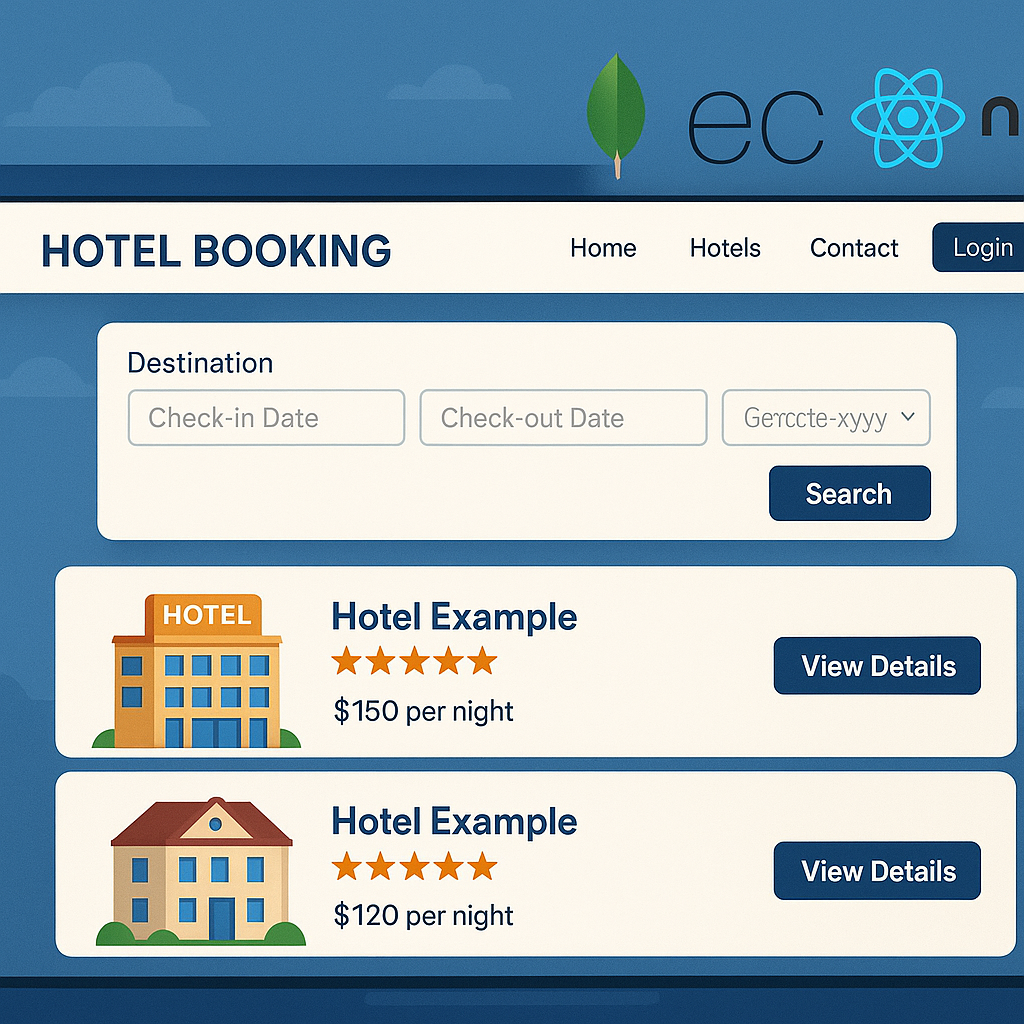 ec n
HOTEL BOOKING Home Hotels Contact Login
Destination
Check-in Date Check-out Date Gerccte-xyyy
Search
HOTEL
Hotel Example
$150 per night
View Details
Hotel Example
$120 per night
View Details